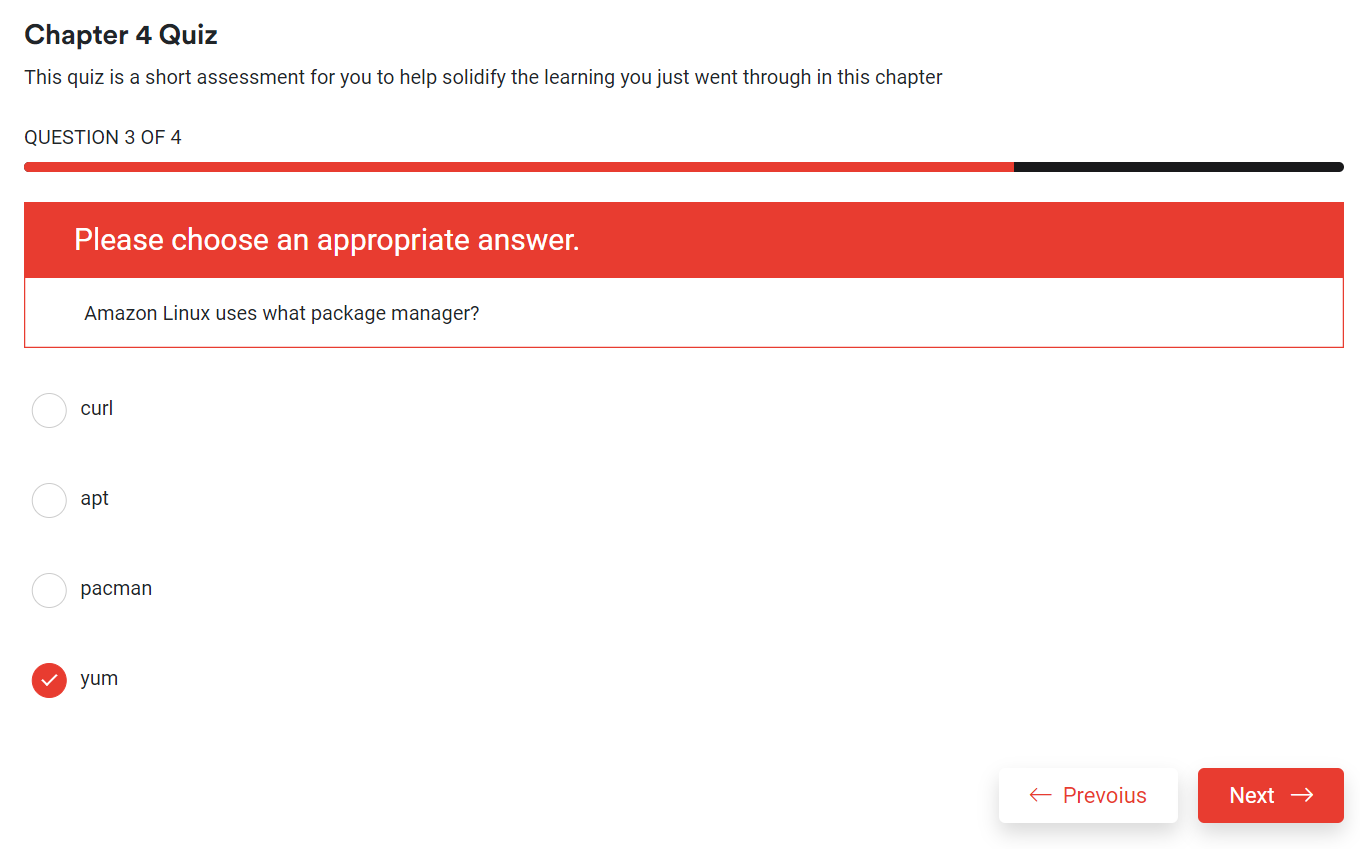 Chapter 4 Quiz
This quiz is a short assessment for you to help solidify the learning you just went through in this chapter
QUESTION 3 OF 4
Please choose an appropriate answer.
Amazon Linux uses what package manager?
curl
apt
pacman
yum
Prevoius
Next